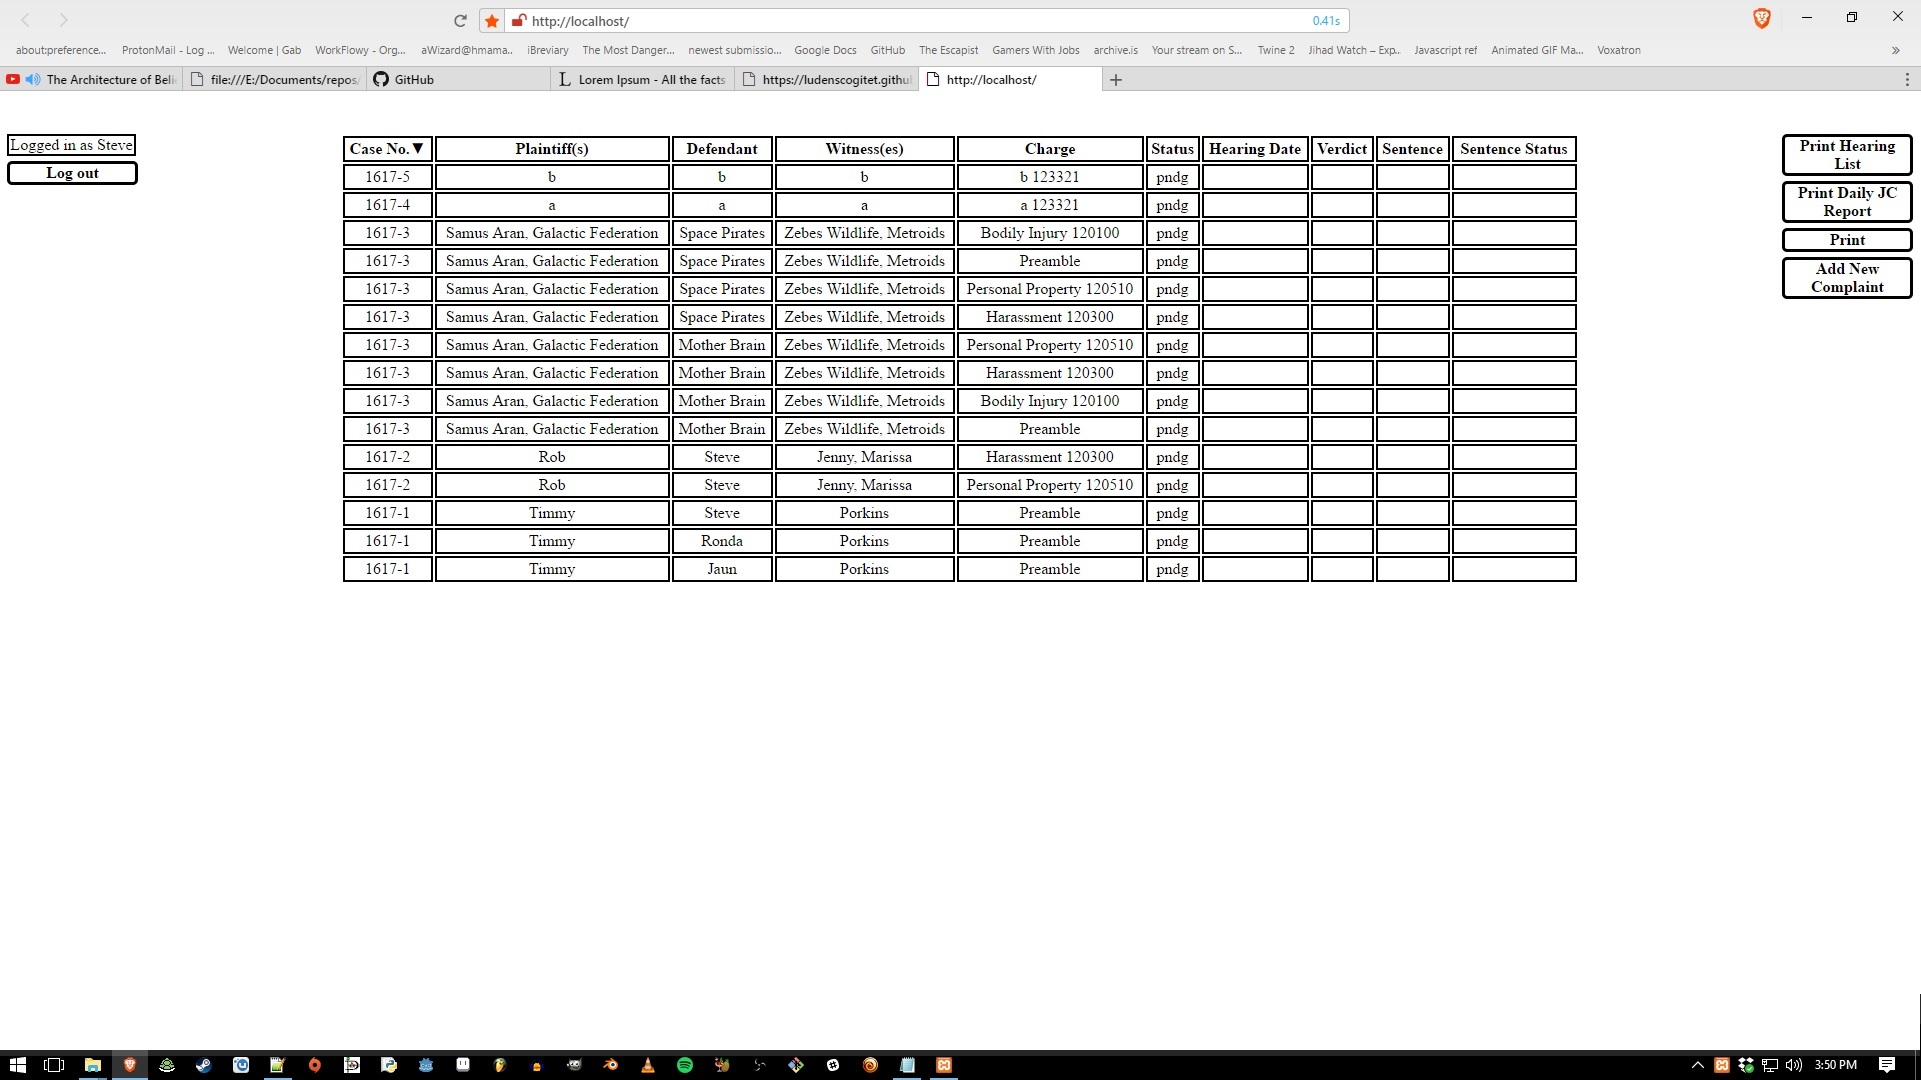 http://localhost/
0.41s
about:preference...
ProtonMail - Log ...
Welcome | Gab
WorkFlowy - Org...
aWizard@hmama..
iBreviary
The Most Danger...
newest submissio...
Google Docs
GitHub
The Escapist
Gamers With Jobs
archive.is
Your stream on S...
Twine 2
Jihad Watch – Exp...
Javascript ref
Animated GIF Ma...
Voxatron
»
The Architecture of Beli
file:///E:/Documents/repos/
GitHub
Lorem Ipsum - All the facts
https://ludenscogitet.githu
http://localhost/
Logged in as Steve
Log out
Case No.▼ Plaintiff(s) Defendant Witness(es) Charge Status Hearing Date Verdict Sentence Sentence Status
1617-5 b b b b 123321 pndg
1617-4 a a a a 123321 pndg
1617-3 Samus Aran, Galactic Federation Space Pirates Zebes Wildlife, Metroids Bodily Injury 120100 pndg
1617-3 Samus Aran, Galactic Federation Space Pirates Zebes Wildlife, Metroids Preamble pndg
1617-3 Samus Aran, Galactic Federation Space Pirates Zebes Wildlife, Metroids Personal Property 120510 pndg
1617-3 Samus Aran, Galactic Federation Space Pirates Zebes Wildlife, Metroids Harassment 120300 pndg
1617-3 Samus Aran, Galactic Federation Mother Brain Zebes Wildlife, Metroids Personal Property 120510 pndg
1617-3 Samus Aran, Galactic Federation Mother Brain Zebes Wildlife, Metroids Harassment 120300 pndg
1617-3 Samus Aran, Galactic Federation Mother Brain Zebes Wildlife, Metroids Bodily Injury 120100 pndg
1617-3 Samus Aran, Galactic Federation Mother Brain Zebes Wildlife, Metroids Preamble pndg
1617-2 Rob Steve Jenny, Marissa Harassment 120300 pndg
1617-2 Rob Steve Jenny, Marissa Personal Property 120510 pndg
1617-1 Timmy Steve Porkins Preamble pndg
1617-1 Timmy Ronda Porkins Preamble pndg
1617-1 Timmy Jaun Porkins Preamble pndg
Print Hearing
List
Print Daily JC
Report
Print
Add New
Complaint
3:50 PM